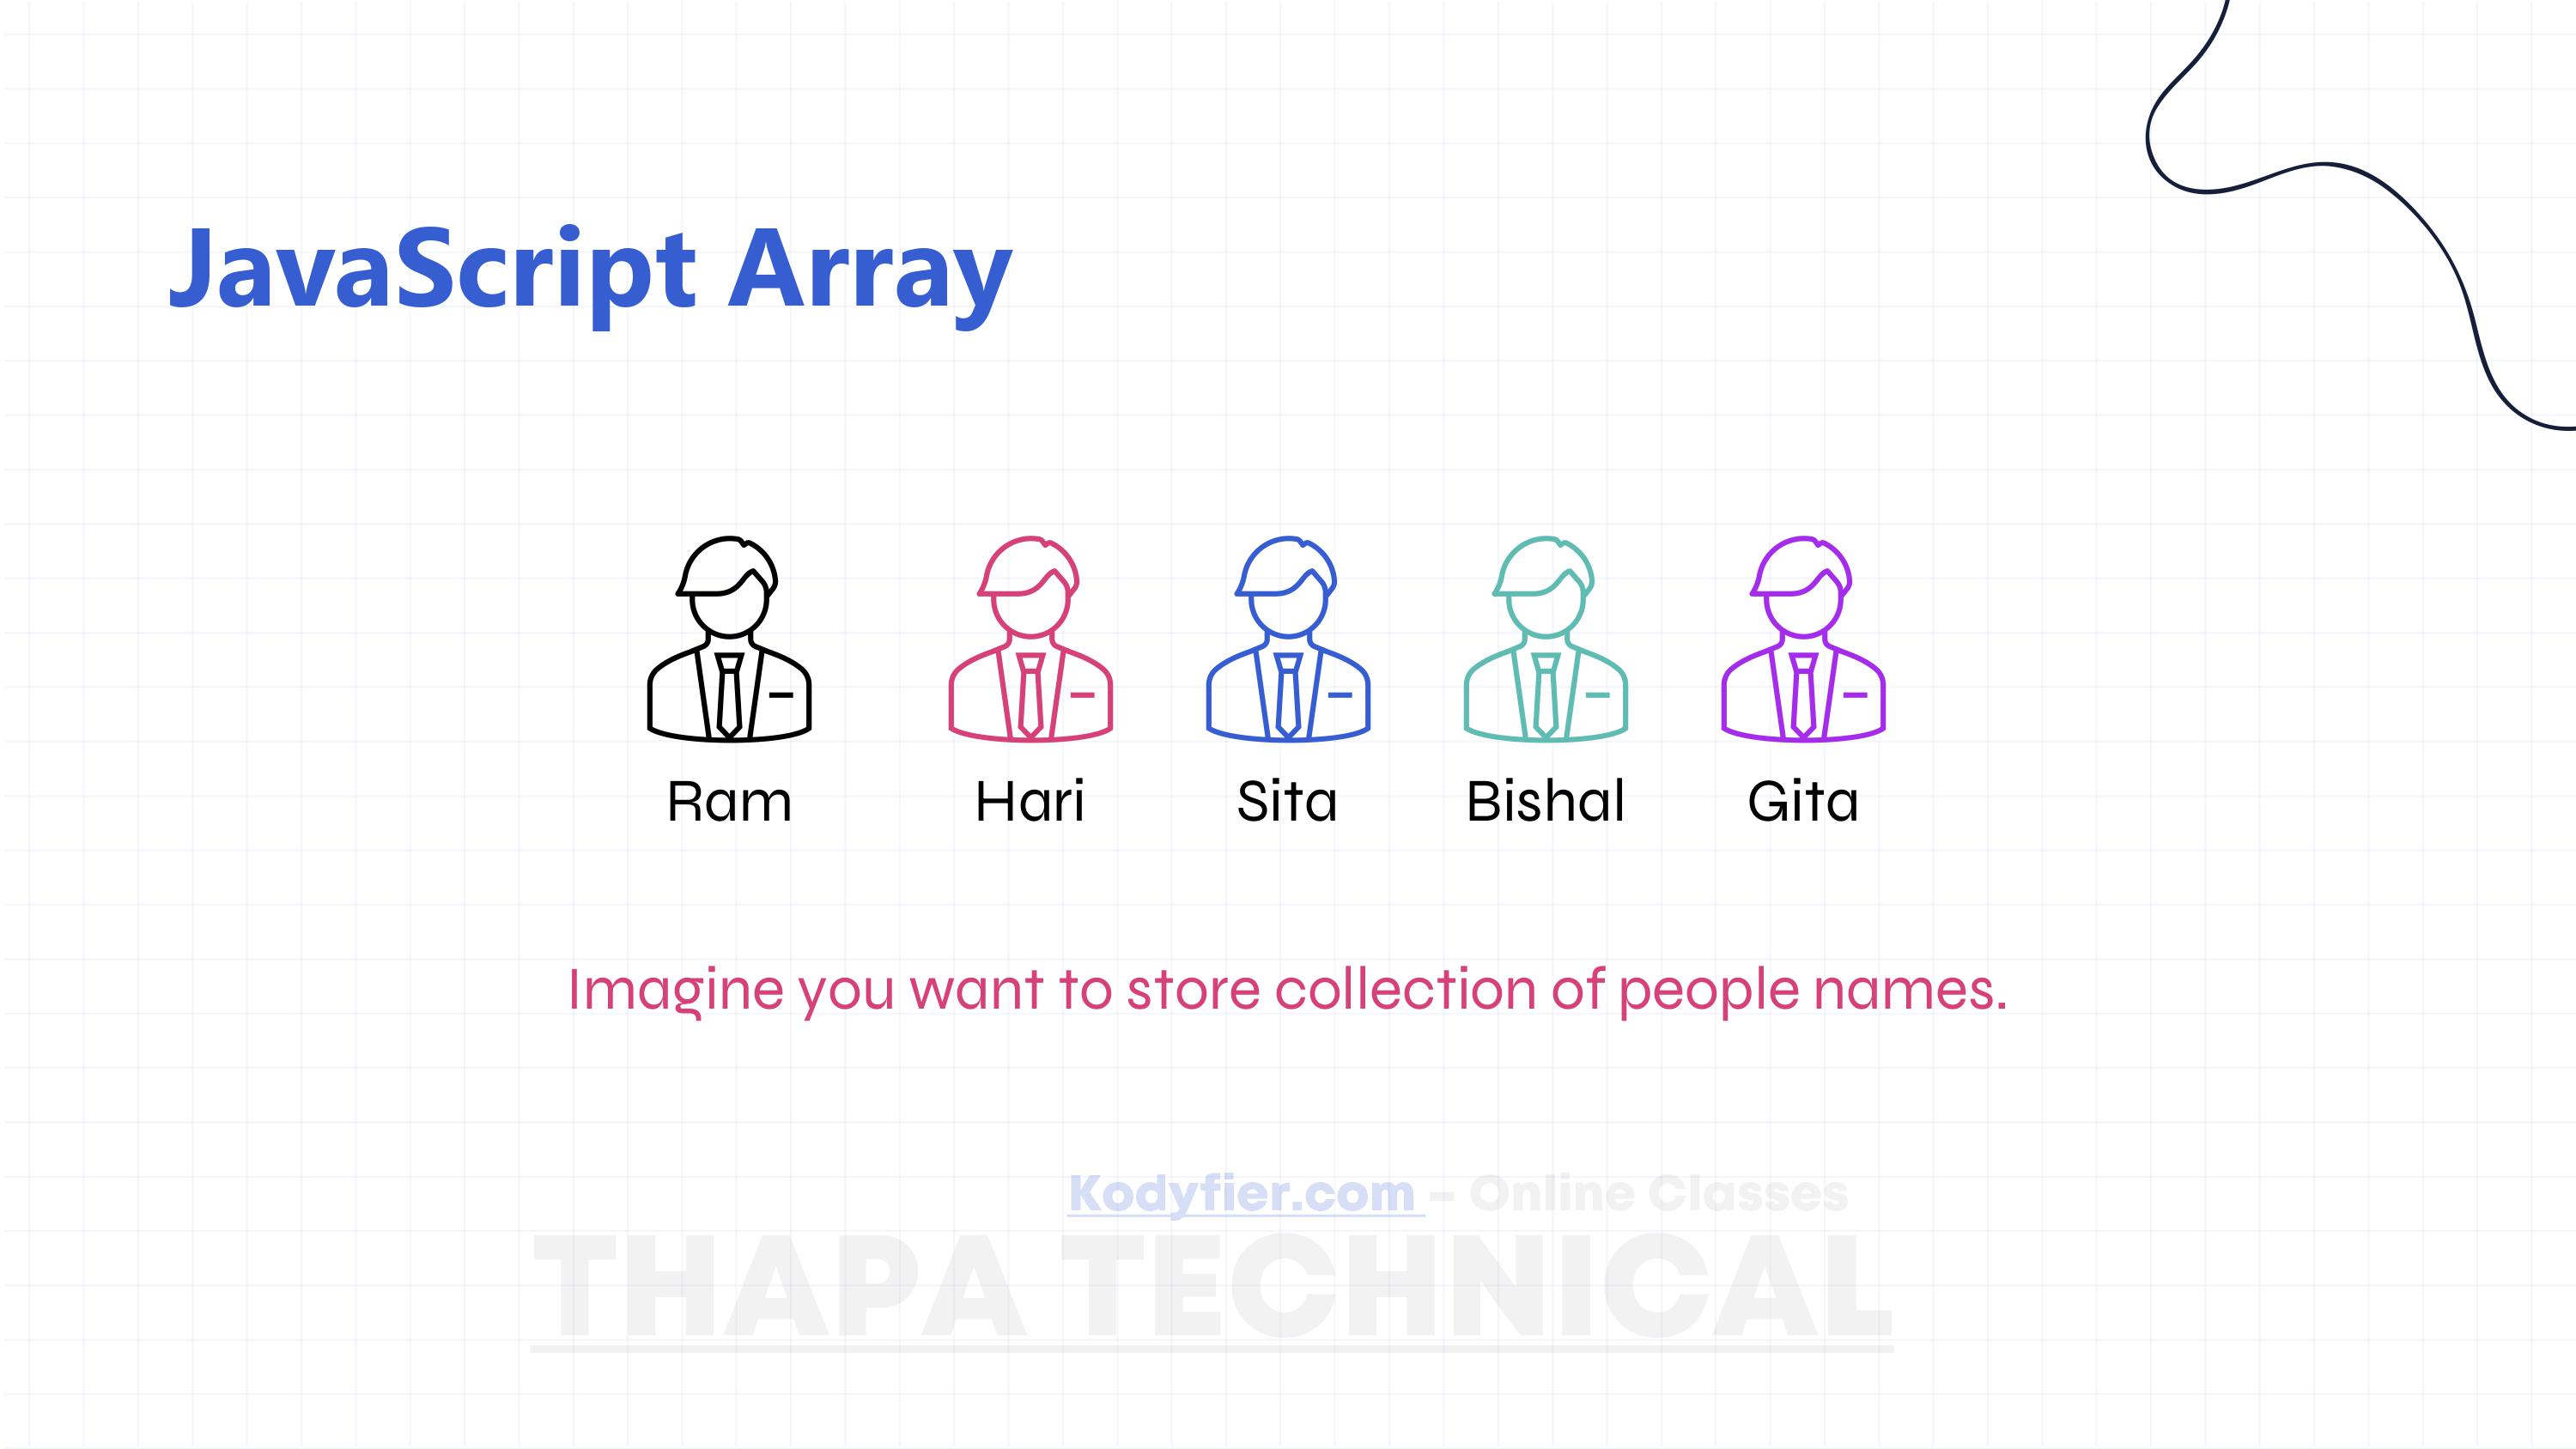 JavaScript Array
Ram Hari Sita Bishal Gita
Imagine you want to store collection of people names.
Kodyfier.com - Online Classes
THAPA TECHNICAL